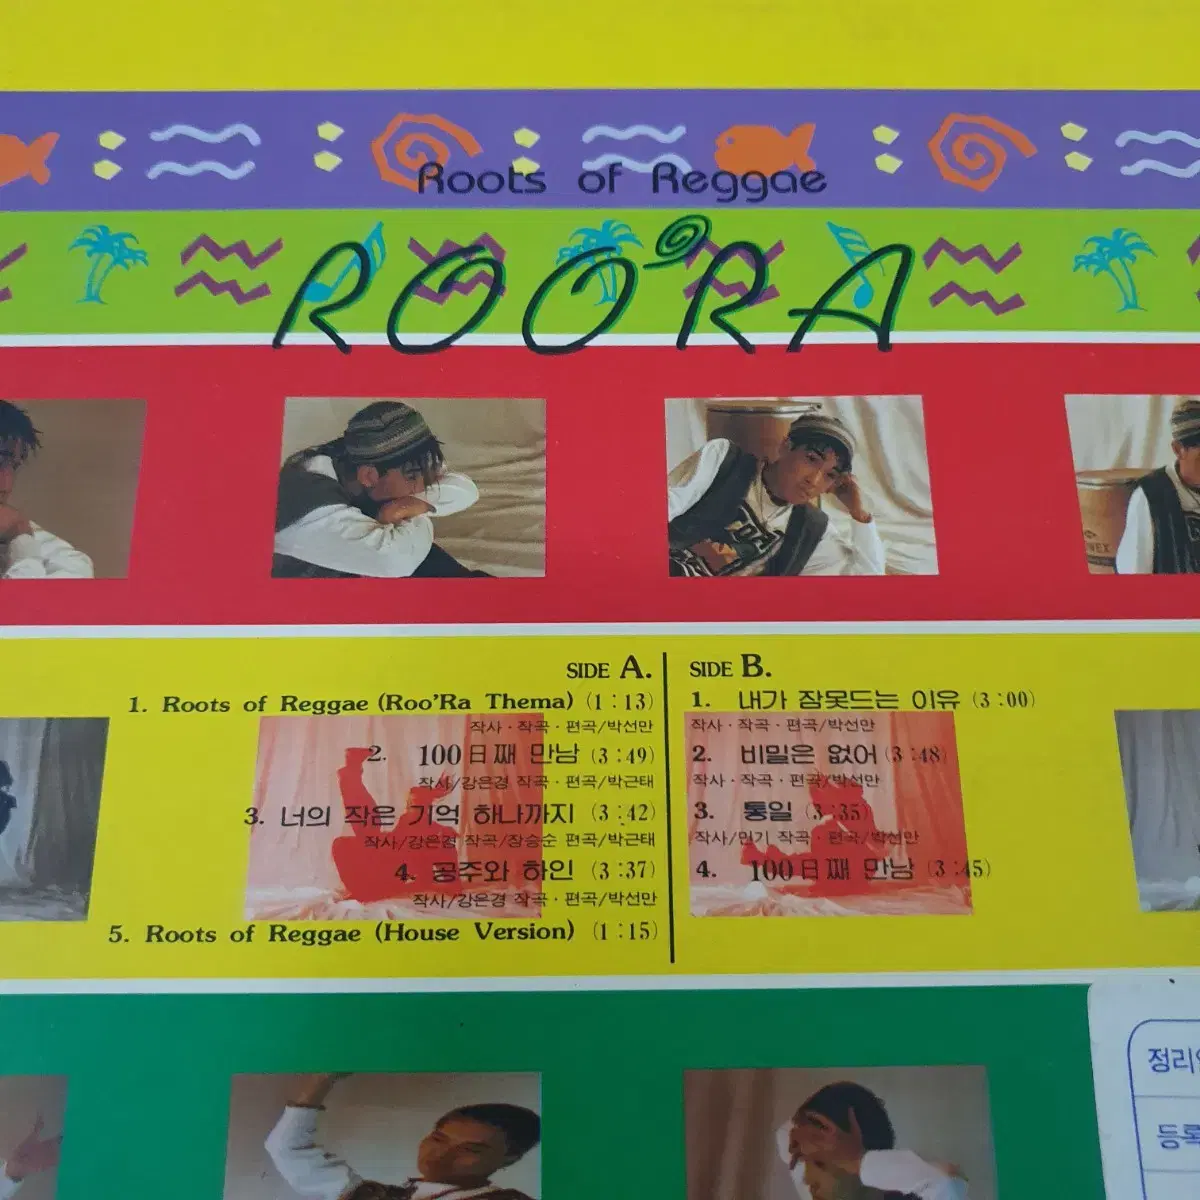 Roots of Reggae
ROO'RA
SIDE A.
1. Roots of Reggae (Roo'Ra Thema) (1:13)
작사·작곡·편곡/박선만
2. 100日째 만남 (3:49)
작사/강은경 작곡·편곡/박근태
3. 너의 작은 기억 하나까지 (3:42)
작사/강은경 작곡/장승순 편곡/박근태
4. 공주와 하인 (3:37)
작사/강은경 작곡·편곡/박선만
5. Roots of Reggae (House Version) (1:15)
SIDE B.
1. 내가 잠못드는 이유 (3:00)
작사·작곡·편곡/박선만
2. 비밀은 없어 (3:48)
작사·작곡·편곡/박선만
3. 통일 (3:35)
작사/민기 작곡·편곡/박선만
4. 100日째 만남 (3:45)